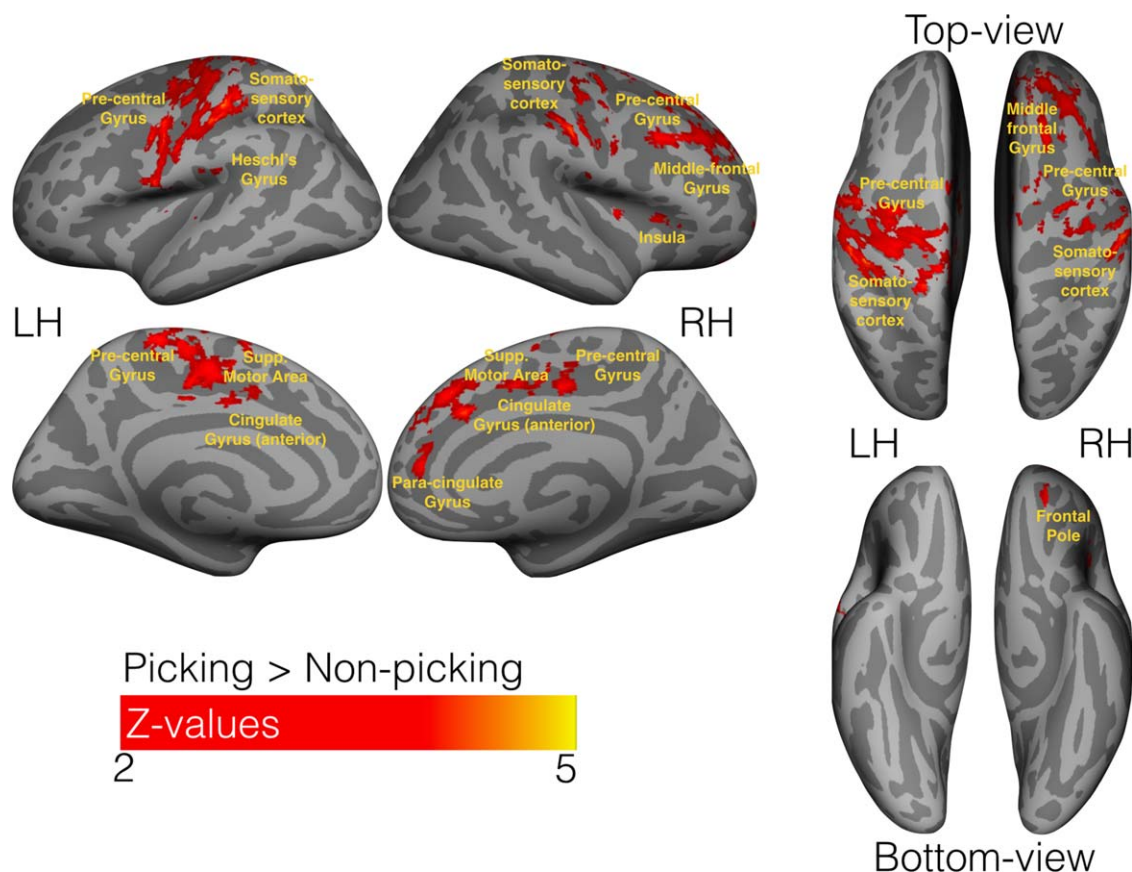 Pre-central
Gyrus
Somato-
sensory
cortex
Heschl's
Gyrus
Somato-
sensory
cortex
Pre-central
Gyrus
Middle-frontal
Gyrus
Insula
LH
RH
Pre-central
Gyrus
Supp.
Motor Area
Cingulate
Gyrus (anterior)
Supp.
Motor Area
Pre-central
Gyrus
Cingulate
Gyrus (anterior)
Para-cingulate
Gyrus
Picking > Non-picking
Z-values
2
5
Top-view
Middle
frontal
Gyrus
Pre-central
Gyrus
Pre-central
Gyrus
Somato-
sensory
cortex
Somato-
sensory
cortex
LH
RH
Frontal
Pole
Bottom-view